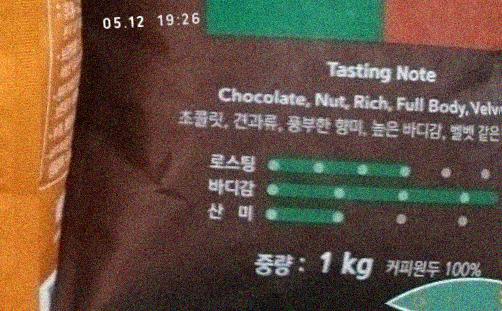 05.12 19:26
Tasting Note
Chocolate, Nut, Rich, Full Body, Velv
초콜릿, 견과류, 풍부한 향미, 높은 바디감, 벨벳 같은
로스팅
바디감
산 미
중량 : 1 kg 커피원두 100%